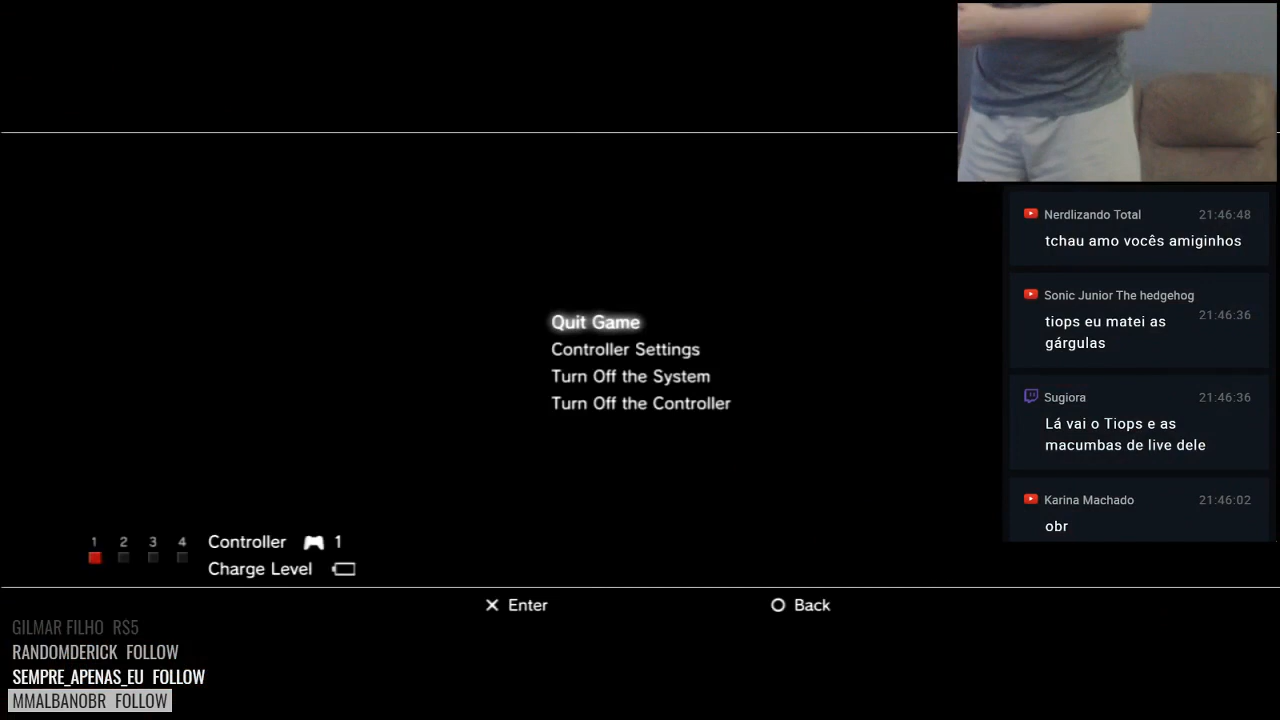 Nerdlizando Total 21:46:48
tchau amo vocês amiginhos
Sonic Junior The hedgehog
21:46:36
tiops eu matei as
gárgulas
Sugiora 21:46:36
Lá vai o Tiops e as
macumbas de live dele
Karina Machado 21:46:02
obr
Quit Game
Controller Settings
Turn Off the System
Turn Off the Controller
1 2 3 4 Controller 1
Charge Level
X Enter O Back
GILMAR FILHO RS5
RANDOMDERICK FOLLOW
SEMPRE_APENAS_EU FOLLOW
MMALBANOBR FOLLOW